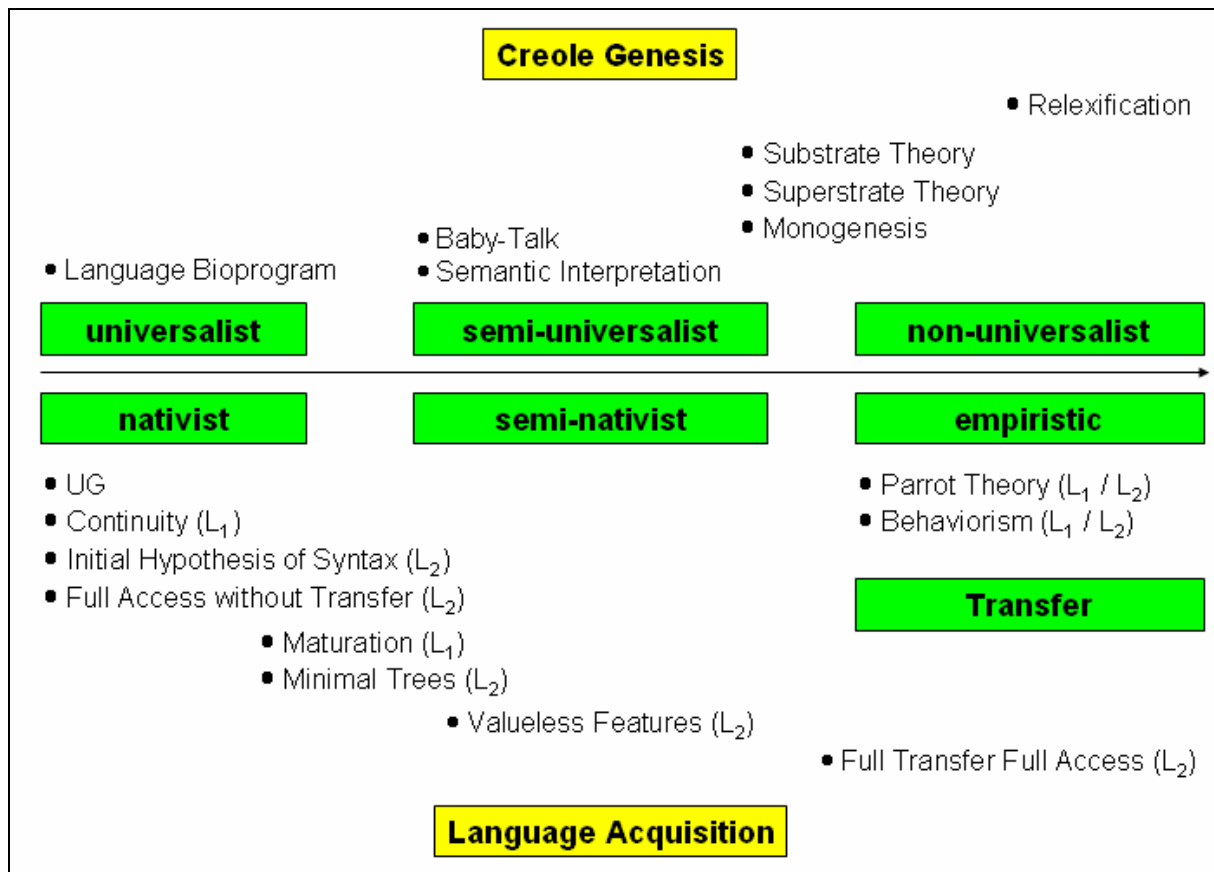 Creole Genesis
• Relexification
• Substrate Theory
• Superstrate Theory
• Monogenesis
• Baby-Talk
• Semantic Interpretation
• Language Bioprogram
universalist
semi-universalist
non-universalist
nativist
semi-nativist
empiristic
• UG
• Continuity (L₁)
• Initial Hypothesis of Syntax (L₂)
• Full Access without Transfer (L₂)
• Parrot Theory (L₁ / L₂)
• Behaviorism (L₁ / L₂)
Transfer
• Maturation (L₁)
• Minimal Trees (L₂)
• Valueless Features (L₂)
• Full Transfer Full Access (L₂)
Language Acquisition